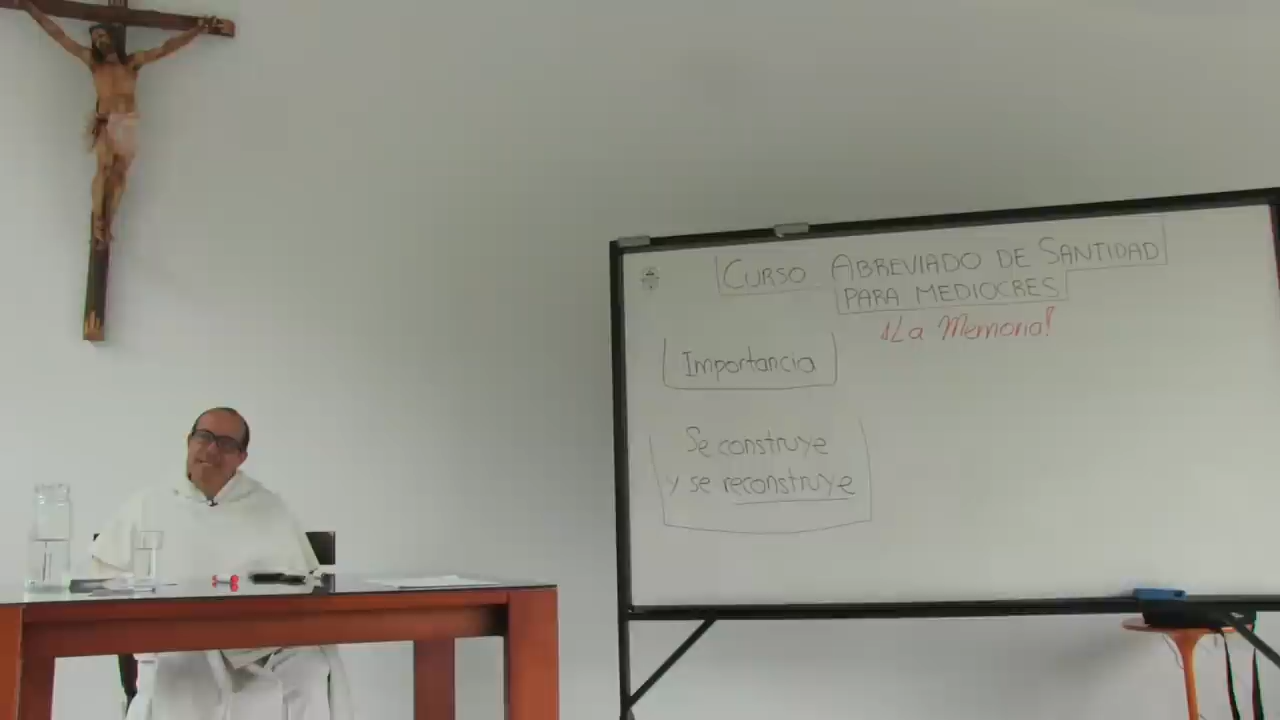 CURSO ABREVIADO DE SANTIDAD
PARA MEDIOCRES
¡La Memoria!
Importancia
Se construye
y se reconstruye